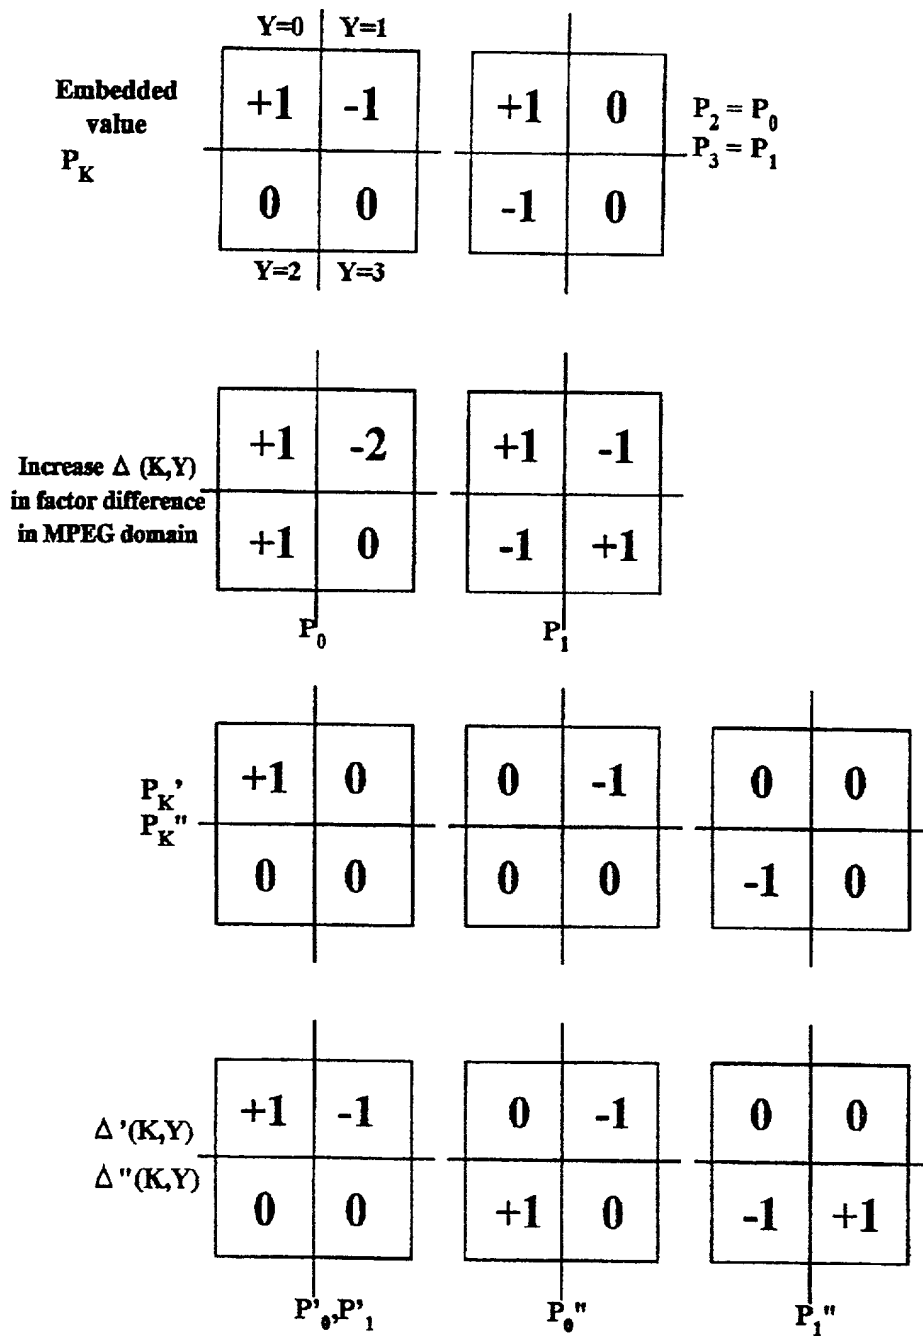 Y=0 Y=1
Embedded value
P_K
+1 -1
0 0
Y=2 Y=3
+1 0
-1 0
P_2 = P_0
P_3 = P_1
Increase Δ (K,Y)
in factor difference
in MPEG domain
+1 -2
+1 0
P_0
+1 -1
-1 +1
P_1
P_K'
P_K"
+1 0
0 0
0 -1
0 0
0 0
-1 0
Δ'(K,Y)
Δ"(K,Y)
+1 -1
0 0
P'_0,P'_1
0 -1
+1 0
P_0"
0 0
-1 +1
P_1"